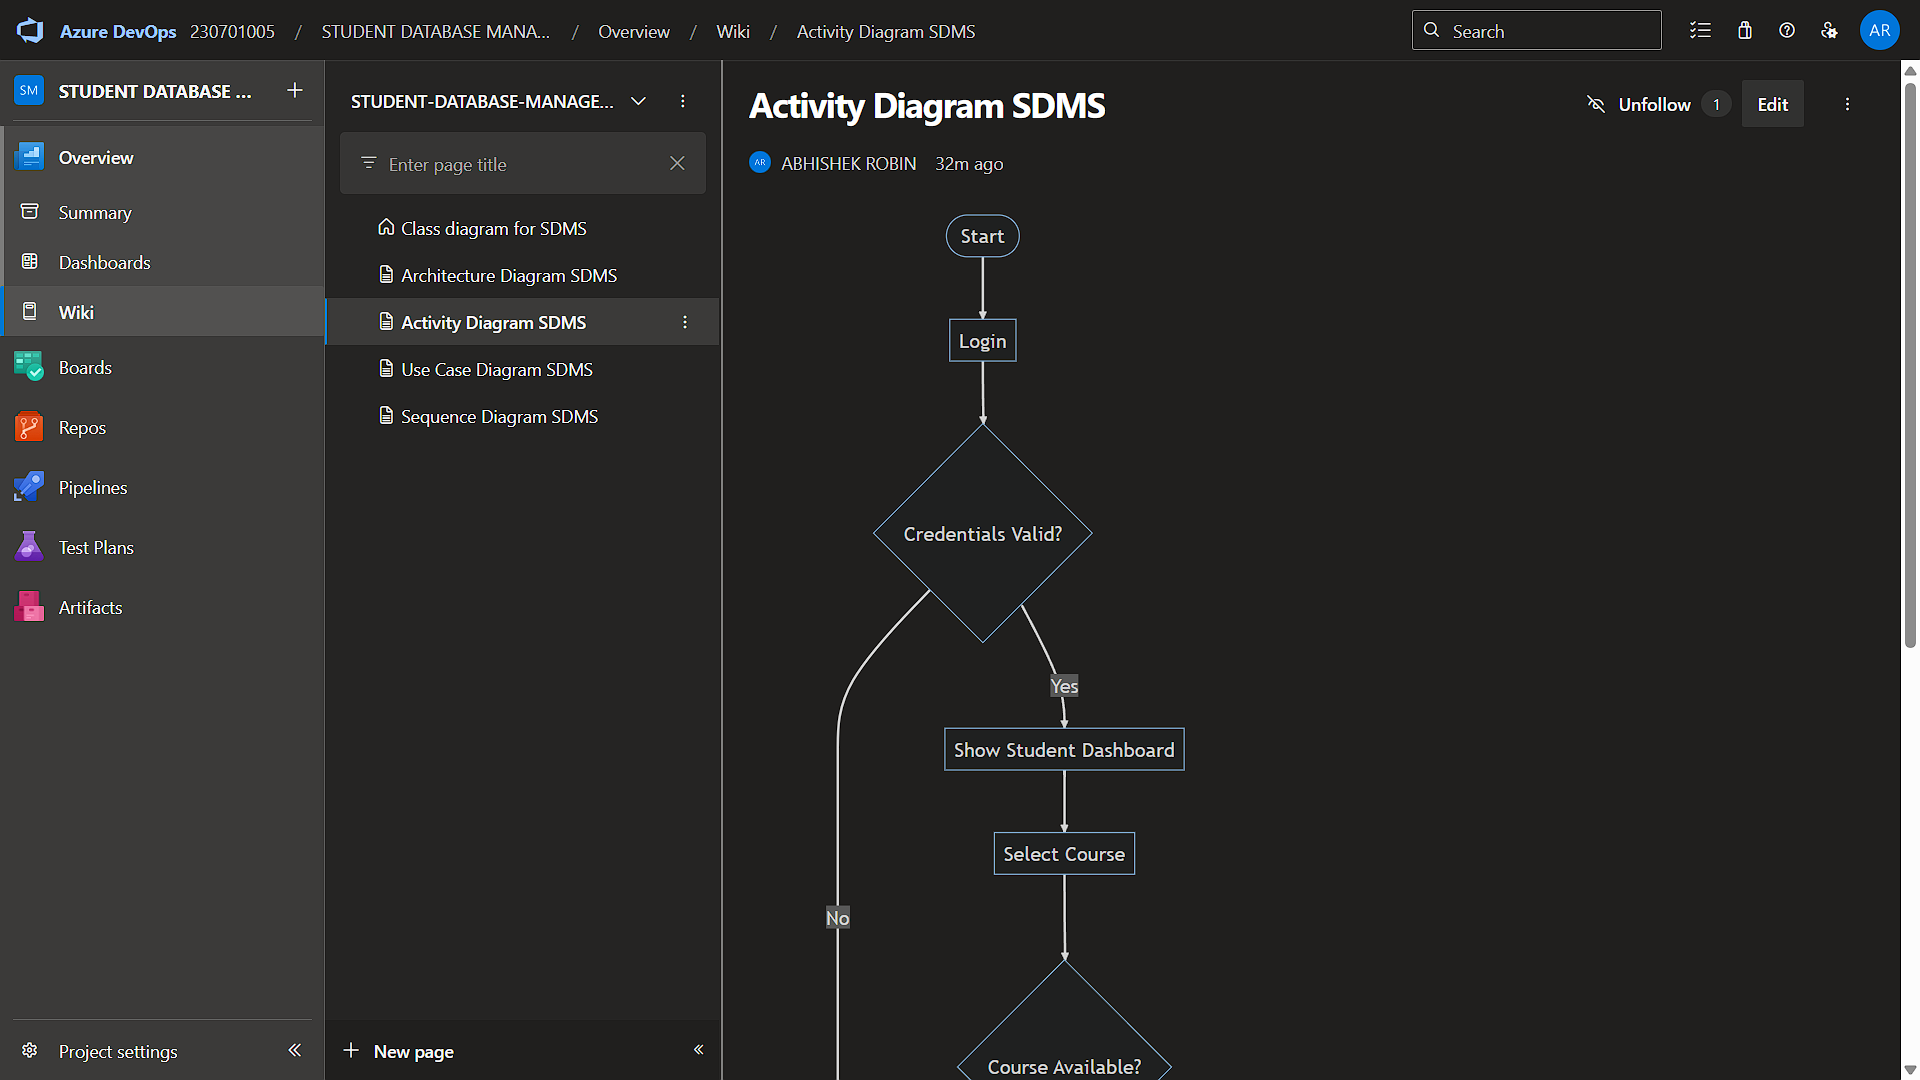 Azure DevOps 230701005 / STUDENT DATABASE MANA... / Overview / Wiki / Activity Diagram SDMS
Search
AR
SM STUDENT DATABASE ...
Overview
Summary
Dashboards
Wiki
Boards
Repos
Pipelines
Test Plans
Artifacts
Project settings
STUDENT-DATABASE-MANAGE...
Enter page title
Class diagram for SDMS
Architecture Diagram SDMS
Activity Diagram SDMS
Use Case Diagram SDMS
Sequence Diagram SDMS
New page
Activity Diagram SDMS
Unfollow 1
Edit
AR ABHISHEK ROBIN 32m ago
Start
Login
Credentials Valid?
Yes
Show Student Dashboard
Select Course
No
Course Available?